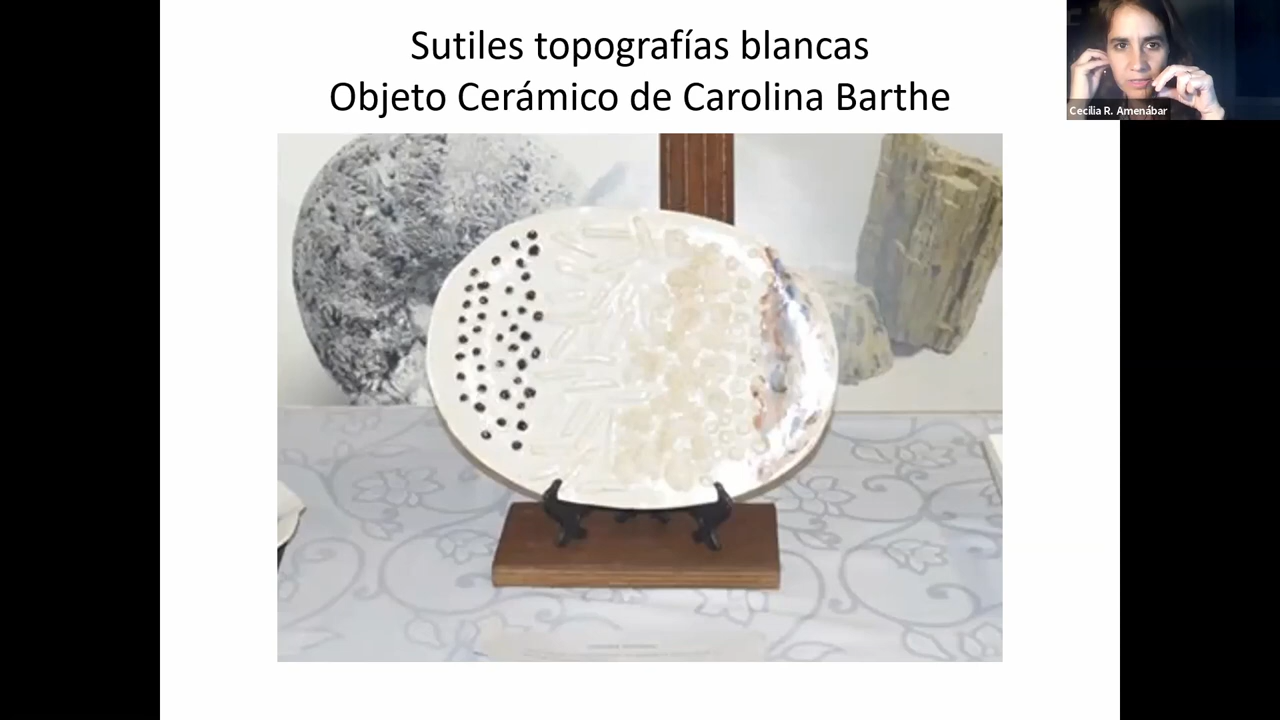 Sutiles topografías blancas
Objeto Cerámico de Carolina Barthe
Cecilia R. Amenábar